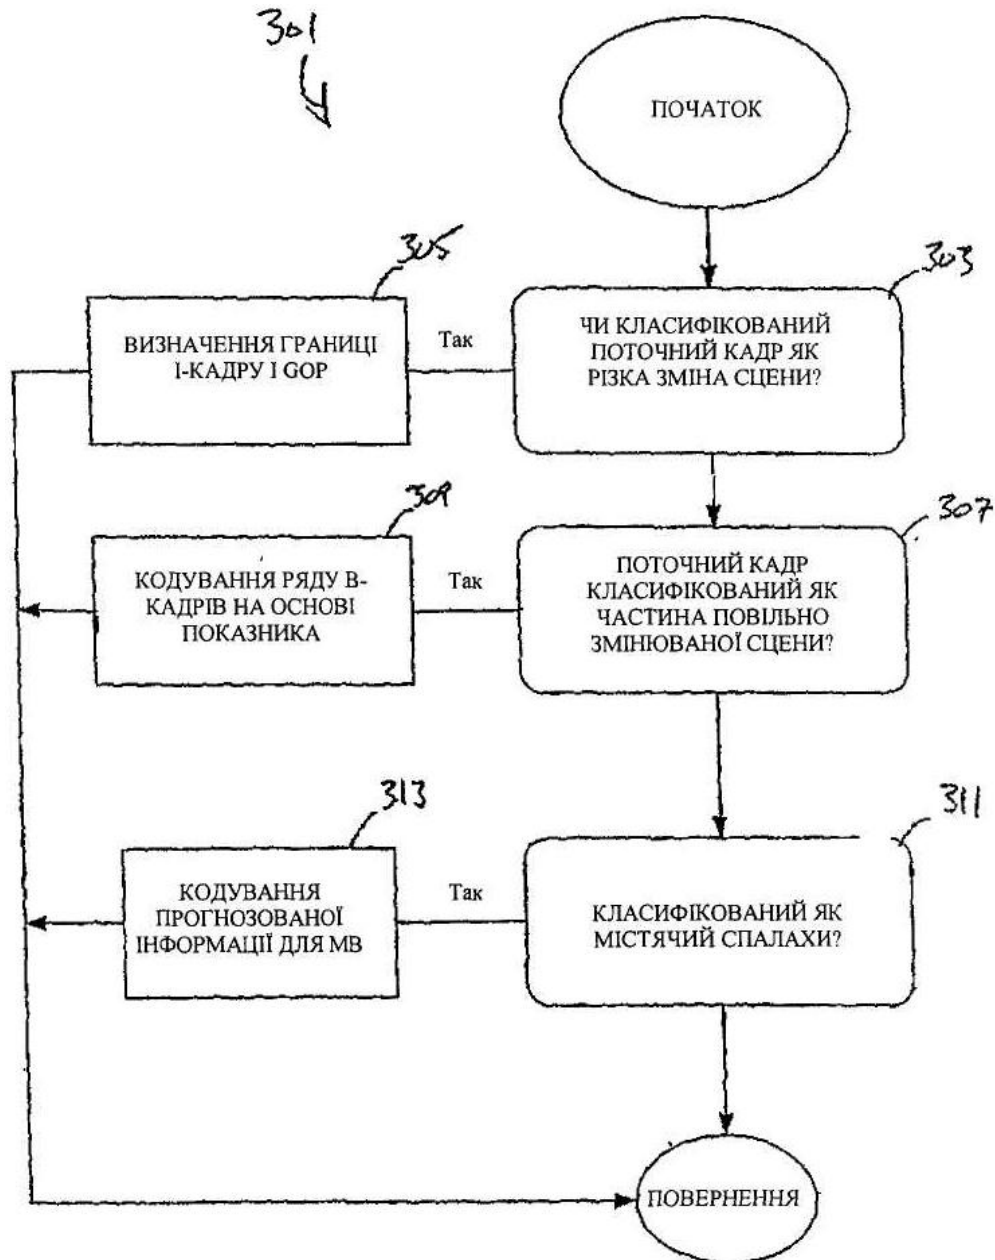 301
ПОЧАТОК
305
303
ВИЗНАЧЕННЯ ГРАНИЦІ
І-КАДРУ І GOP
Так
ЧИ КЛАСИФІКОВАНИЙ
ПОТОЧНИЙ КАДР ЯК
РІЗКА ЗМІНА СЦЕНИ?
309
307
КОДУВАННЯ РЯДУ В-
КАДРІВ НА ОСНОВІ
ПОКАЗНИКА
Так
ПОТОЧНИЙ КАДР
КЛАСИФІКОВАНИЙ ЯК
ЧАСТИНА ПОВІЛЬНО
ЗМІНЮВАНОЇ СЦЕНИ?
313
311
КОДУВАННЯ
ПРОГНОЗОВАНОЇ
ІНФОРМАЦІЇ ДЛЯ МВ
Так
КЛАСИФІКОВАНИЙ ЯК
МІСТЯЧИЙ СПАЛАХИ?
ПОВЕРНЕННЯ